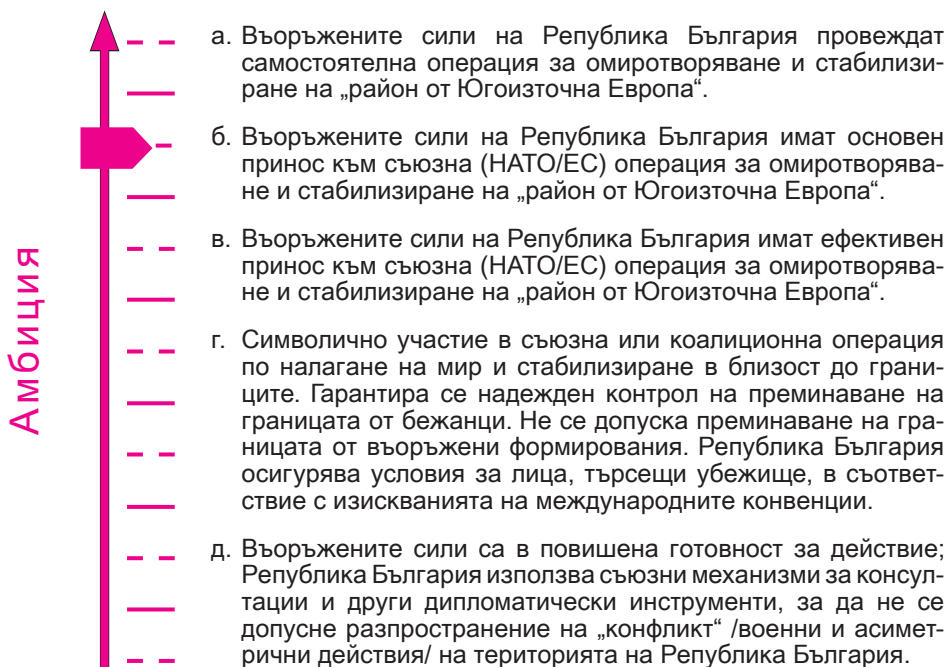 Амбиция
а. Въоръжените сили на Република България провеждат
самостоятелна операция за омиротворяване и стабилизи-
ране на „район от Югоизточна Европа“.
б. Въоръжените сили на Република България имат основен
принос към съюзна (НАТО/ЕС) операция за омиротворява-
не и стабилизиране на „район от Югоизточна Европа“.
в. Въоръжените сили на Република България имат ефективен
принос към съюзна (НАТО/ЕС) операция за омиротворява-
не и стабилизиране на „район от Югоизточна Европа“.
г. Символично участие в съюзна или коалиционна операция
по налагане на мир и стабилизиране в близост до грани-
ците. Гарантира се надежден контрол на преминаване на
границата от бежанци. Не се допуска преминаване на гра-
ницата от въоръжени формирования. Република България
осигурява условия за лица, търсещи убежище, в съответ-
ствие с изискванията на международните конвенции.
д. Въоръжените сили са в повишена готовност за действие;
Република България използва съюзни механизми за консул-
тации и други дипломатически инструменти, за да не се
допусне разпространение на „конфликт“ /военни и асимет-
рични действия/ на територията на Република България.